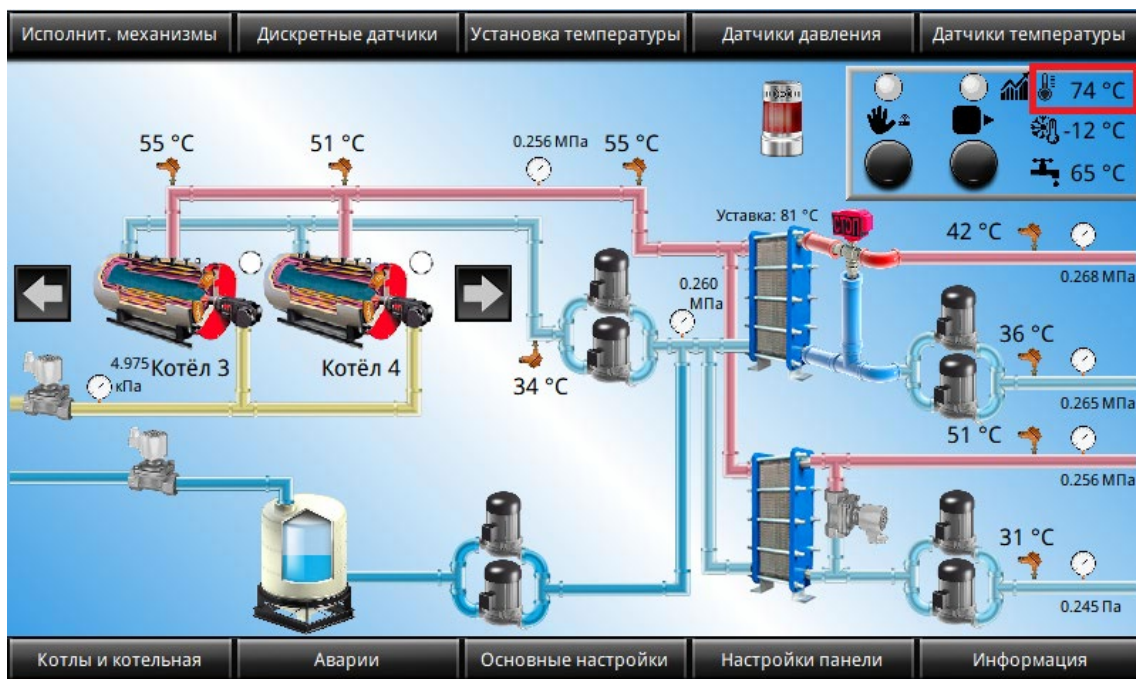 Исполнит. механизмы
Дискретные датчики
Установка температуры
Датчики давления
Датчики температуры
74 °C
-12 °C
65 °C
55 °C
51 °C
0.256 МПа
55 °C
Уставка: 81 °C
42 °C
0.268 МПа
0.260
МПа
36 °C
4.975
кПа
Котёл 3
Котёл 4
34 °C
0.265 МПа
51 °C
0.256 МПа
31 °C
0.245 Па
Котлы и котельная
Аварии
Основные настройки
Настройки панели
Информация